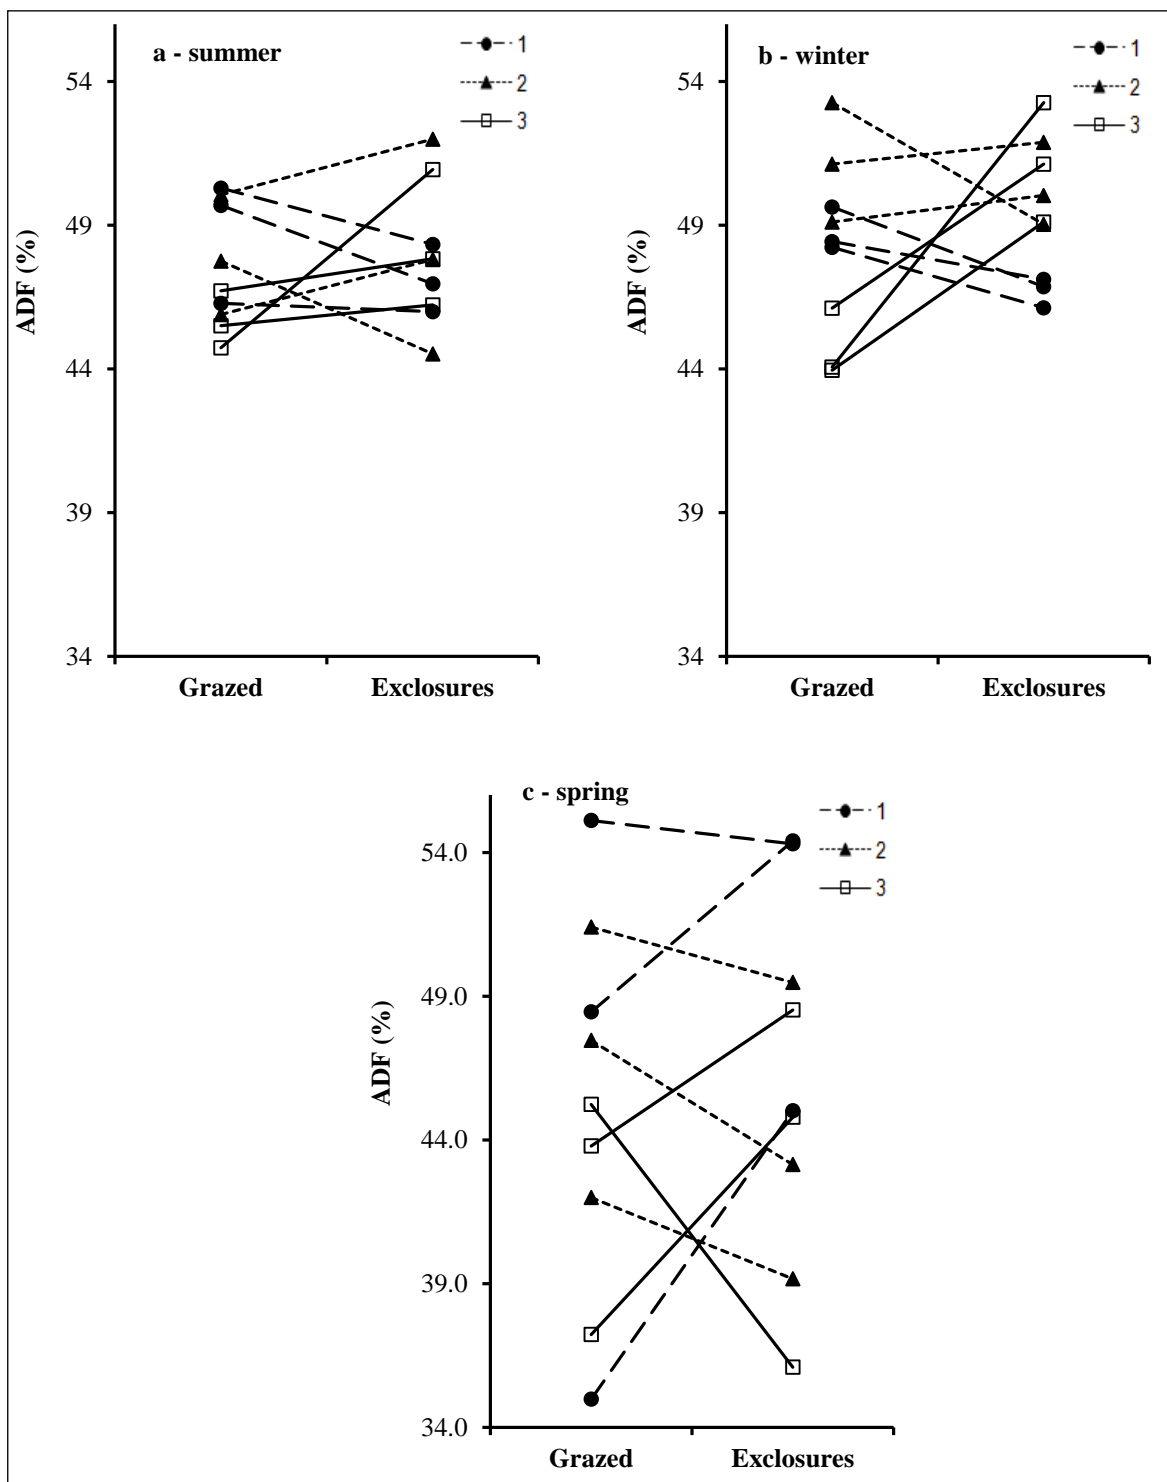 a - summer
1
2
3
54
49
44
39
34
ADF (%)
Grazed Exclosures
b - winter
1
2
3
54
49
44
39
34
ADF (%)
Grazed Exclosures
c - spring
1
2
3
54.0
49.0
44.0
39.0
34.0
ADF (%)
Grazed Exclosures